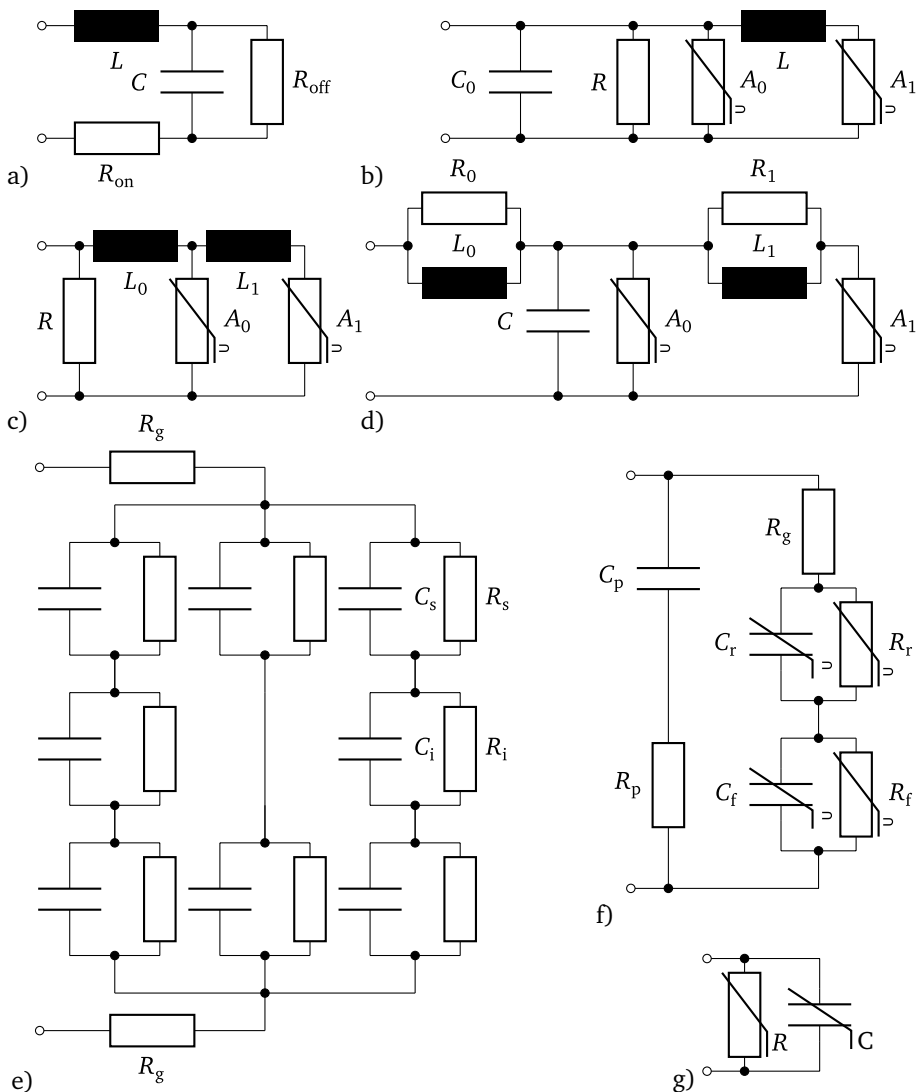 L
C
R_off
R_on
a)
C_0
R
A_0
L
A_1
b)
R
L_0
L_1
A_0
A_1
c)
R_0
L_0
R_1
L_1
C
A_0
A_1
d)
R_g
C_s
R_s
C_i
R_i
R_g
e)
R_g
C_p
C_r
U
R_r
U
R_p
C_f
U
R_f
U
f)
R
C
g)